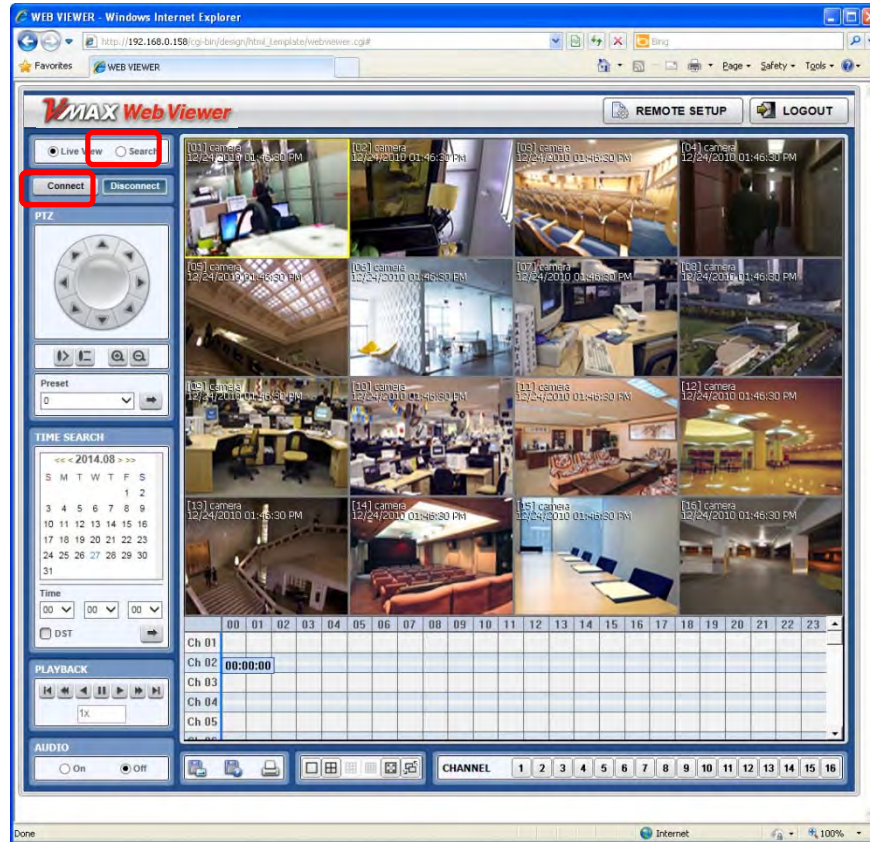 WEB VIEWER - Windows Internet Explorer
http://192.168.0.158/cgi-bin/design/html_template/webviewer.cgi#
Bing
Favorites
WEB VIEWER
Page
Safety
Tools
VMAX Web Viewer
REMOTE SETUP
LOGOUT
Live View
Search
Connect
Disconnect
[01] camera
12/24/2010 01:46:30 PM
[02] camera
12/24/2010 01:46:30 PM
[03] camera
12/24/2010 01:46:30 PM
[04] camera
12/24/2010 01:46:30 PM
PTZ
[05] camera
12/24/2010 01:46:30 PM
[06] camera
12/24/2010 01:46:30 PM
[07] camera
12/24/2010 01:46:30 PM
[08] camera
12/24/2010 01:46:30 PM
Preset
0
[09] camera
12/24/2010 01:46:30 PM
[10] camera
12/24/2010 01:46:30 PM
[11] camera
12/24/2010 01:46:30 PM
[12] camera
12/24/2010 01:46:30 PM
TIME SEARCH
<< < 2014.08 > >>
S M T W T F S
1 2
3 4 5 6 7 8 9
10 11 12 13 14 15 16
17 18 19 20 21 22 23
24 25 26 27 28 29 30
31
[13] camera
12/24/2010 01:46:30 PM
[14] camera
12/24/2010 01:46:30 PM
[15] camera
12/24/2010 01:46:30 PM
[16] camera
12/24/2010 01:46:30 PM
Time
00 00 00
DST
00 01 02 03 04 05 06 07 08 09 10 11 12 13 14 15 16 17 18 19 20 21 22 23
Ch 01
Ch 02 00:00:00
Ch 03
Ch 04
Ch 05
PLAYBACK
1x
AUDIO
On
Off
CHANNEL 1 2 3 4 5 6 7 8 9 10 11 12 13 14 15 16
Done
Internet
100%